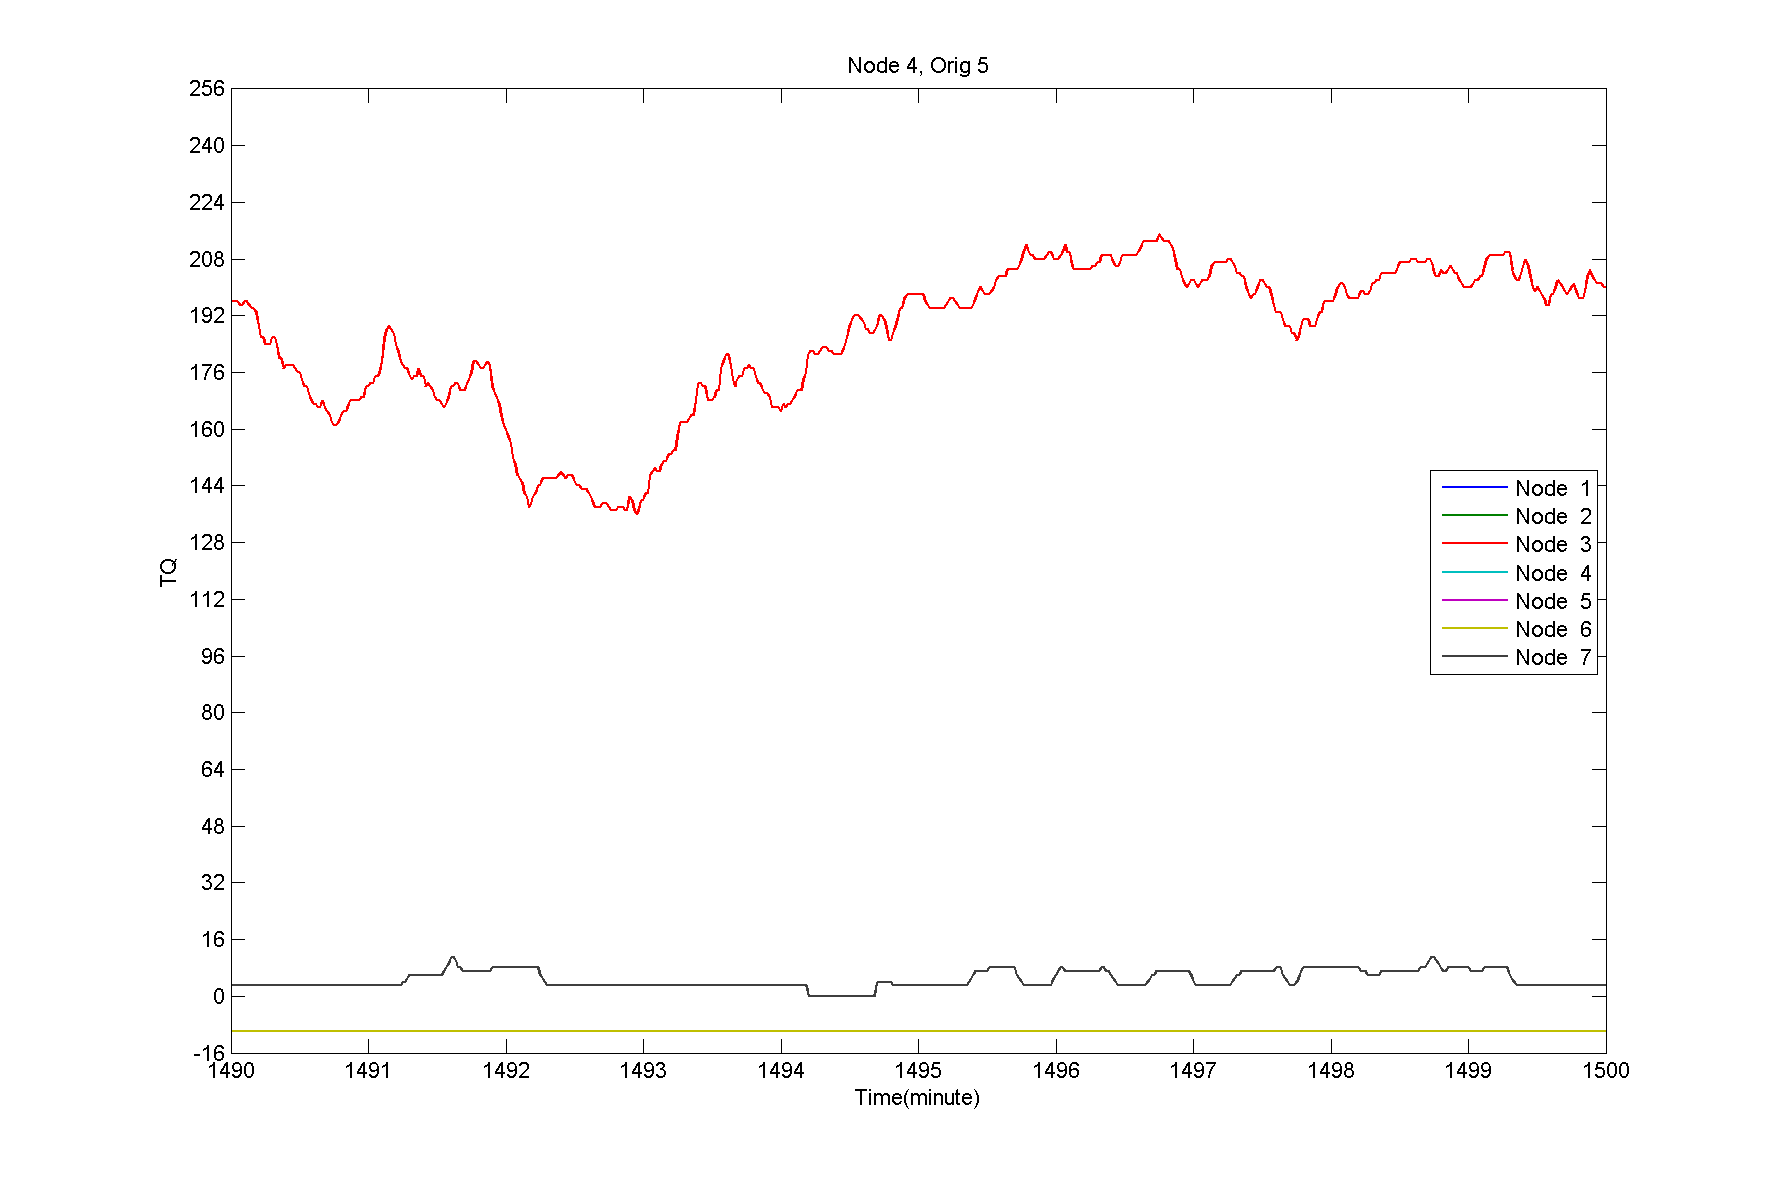 Node 4, Orig 5
256
240
224
208
192
176
160
144
128
112
96
80
64
48
32
16
0
-16
TQ
Node 1
Node 2
Node 3
Node 4
Node 5
Node 6
Node 7
1490 1491 1492 1493 1494 1495 1496 1497 1498 1499 1500
Time(minute)